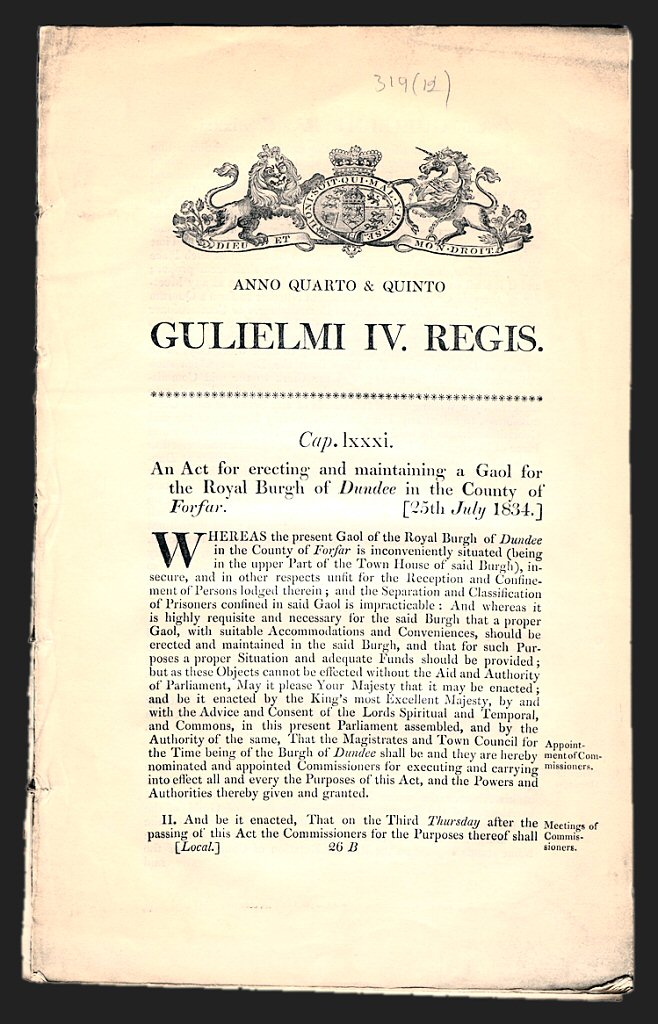 319(12)
HONI·SOIT·QUI·MAL·Y·PENSE
DIEU ET MON·DROIT
ANNO QUARTO & QUINTO
GULIELMI IV. REGIS.
Cap. lxxxi.
An Act for erecting and maintaining a Gaol for
the Royal Burgh of Dundee in the County of
Forfar. [25th July 1834.]
WHEREAS the present Gaol of the Royal Burgh of Dundee
in the County of Forfar is inconveniently situated (being
in the upper Part of the Town House of said Burgh), in-
secure, and in other respects unfit for the Reception and Confine-
ment of Persons lodged therein; and the Separation and Classification
of Prisoners confined in said Gaol is impracticable: And whereas it
is highly requisite and necessary for the said Burgh that a proper
Gaol, with suitable Accommodations and Conveniences, should be
erected and maintained in the said Burgh, and that for such Pur-
poses a proper Situation and adequate Funds should be provided;
but as these Objects cannot be effected without the Aid and Authority
of Parliament, May it please Your Majesty that it may be enacted;
and be it enacted by the King's most Excellent Majesty, by and
with the Advice and Consent of the Lords Spiritual and Temporal,
and Commons, in this present Parliament assembled, and by the
Authority of the same, That the Magistrates and Town Council for
the Time being of the Burgh of Dundee shall be and they are hereby
nominated and appointed Commissioners for executing and carrying
into effect all and every the Purposes of this Act, and the Powers and
Authorities thereby given and granted.
Appoint-
ment of Com-
missioners.
II. And be it enacted, That on the Third Thursday after the
passing of this Act the Commissioners for the Purposes thereof shall
Meetings of
Commis-
sioners.
[Local.] 26 B